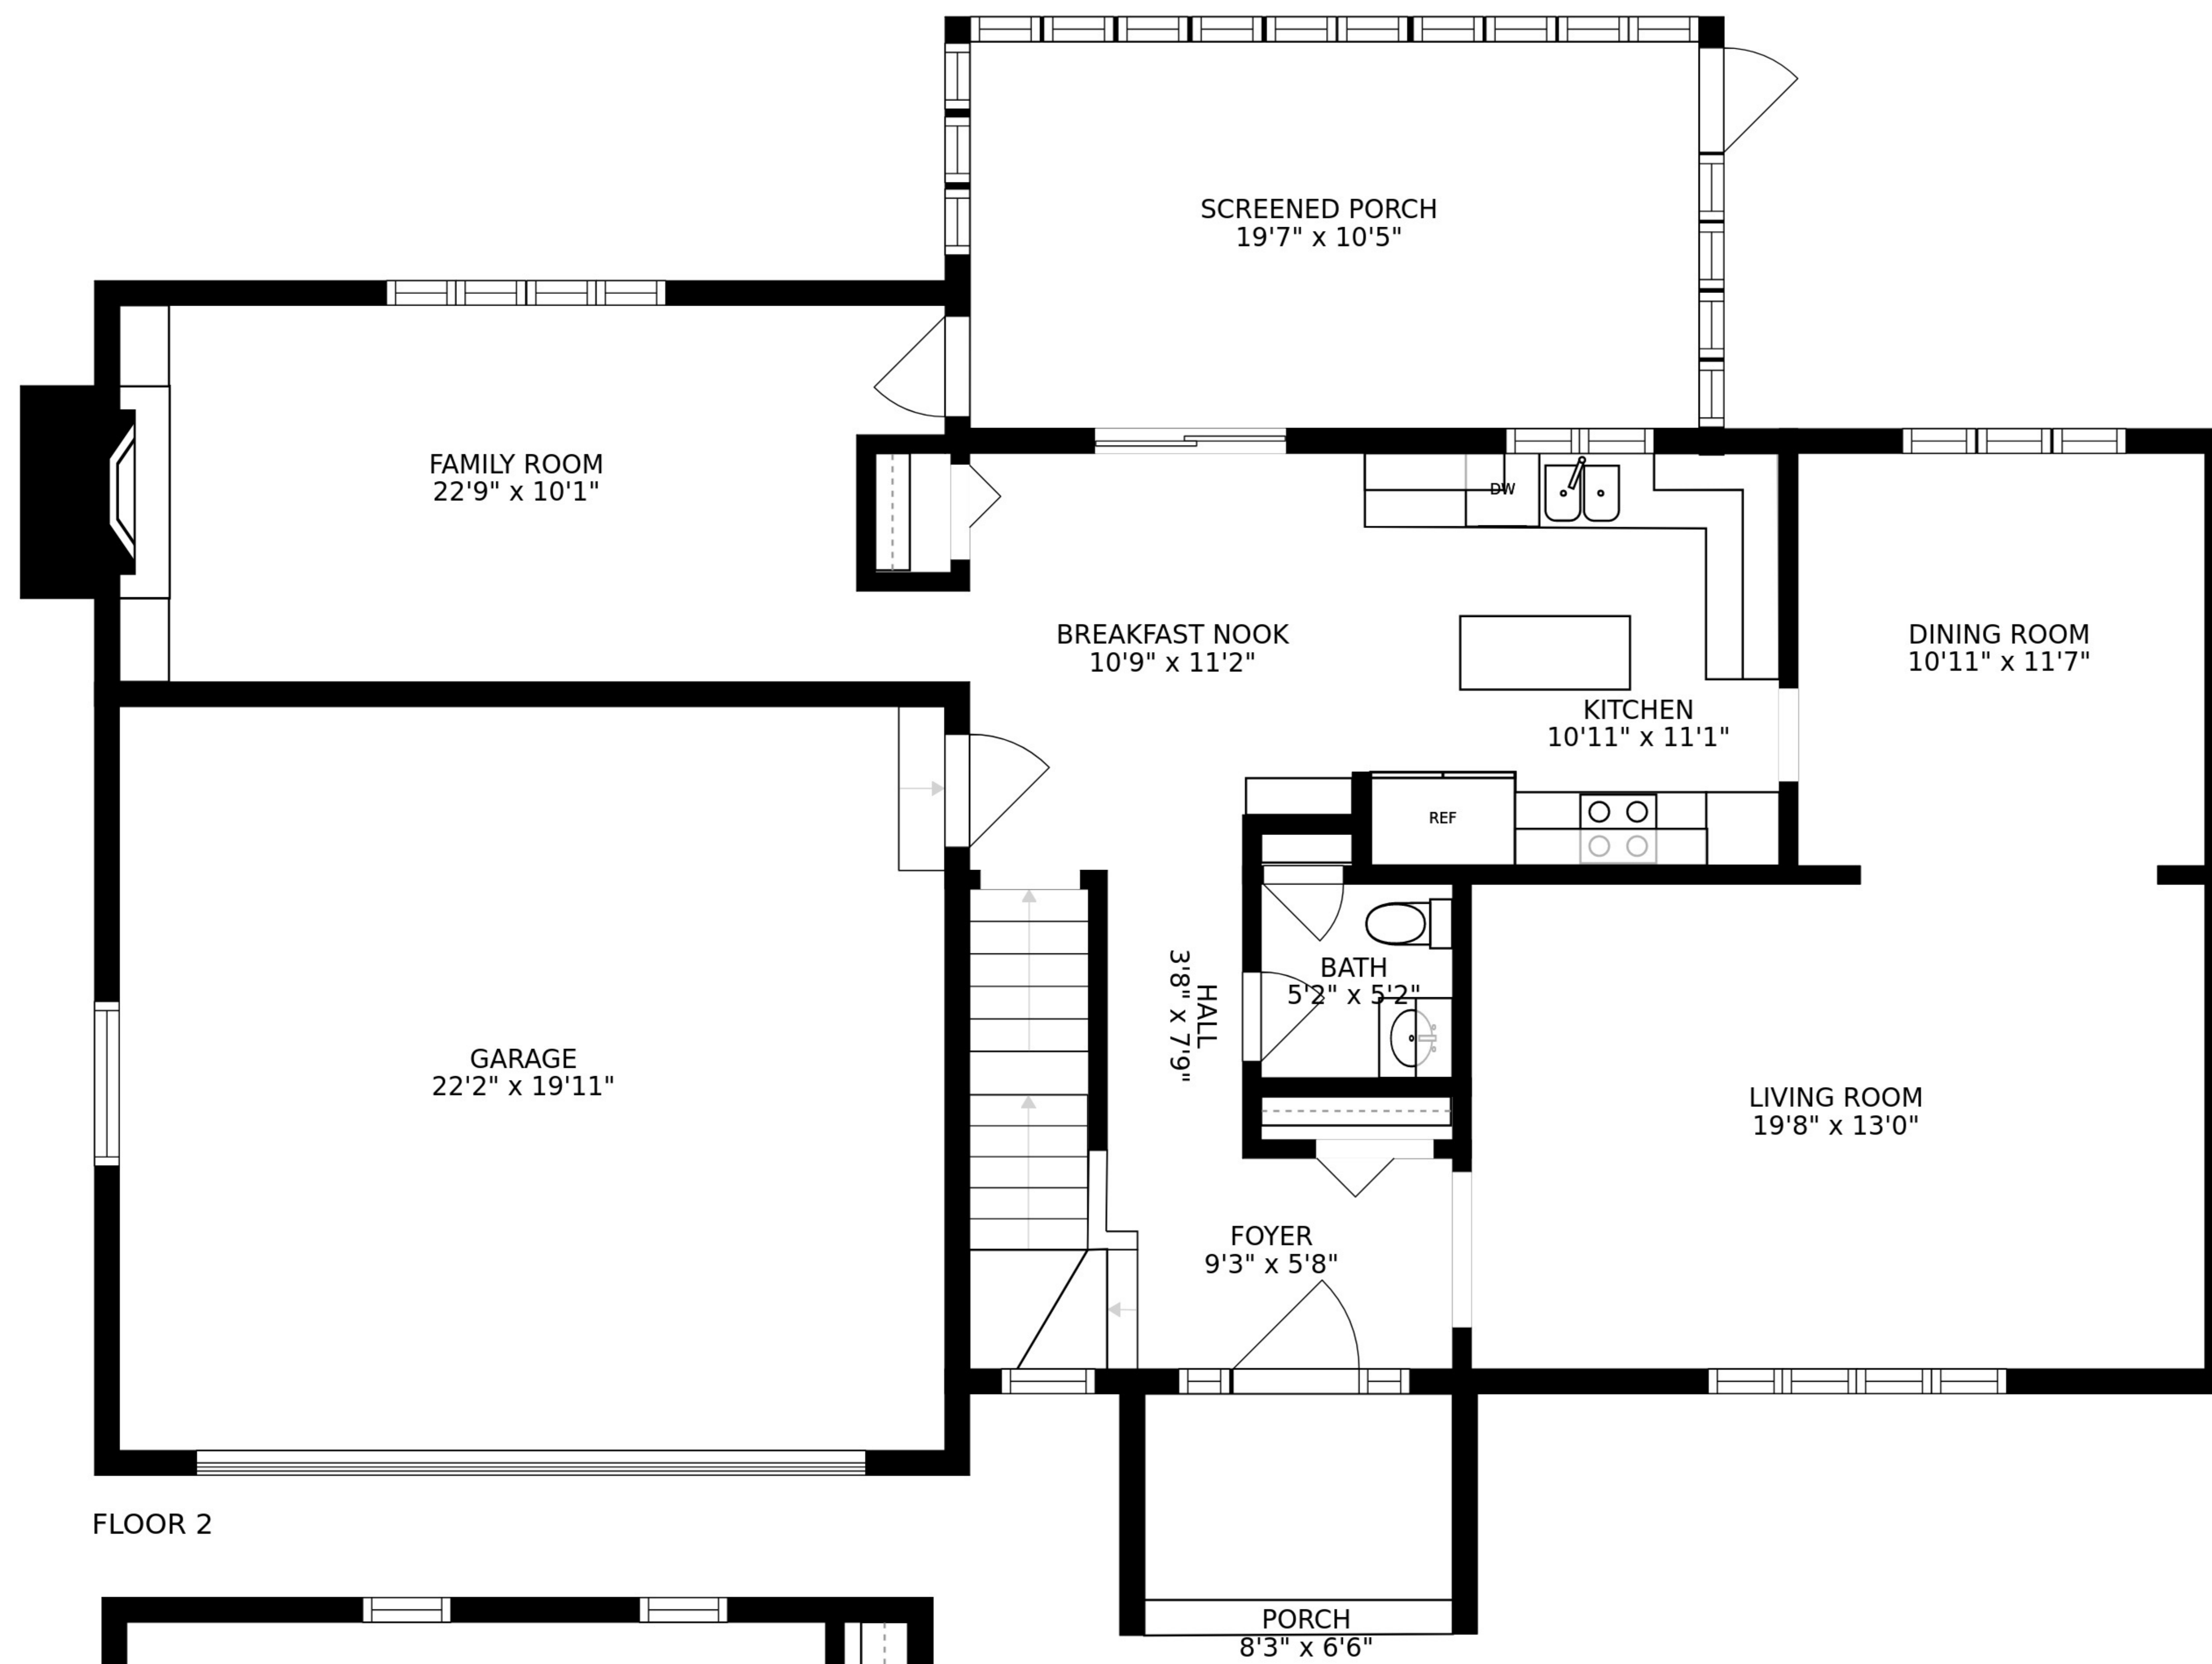 SCREENED PORCH
19'7" x 10'5"
FAMILY ROOM
22'9" x 10'1"
DW
BREAKFAST NOOK
10'9" x 11'2"
DINING ROOM
10'11" x 11'7"
KITCHEN
10'11" x 11'1"
REF
BATH
5'2" x 5'2"
HALL
3'8" x 7'9"
GARAGE
22'2" x 19'11"
LIVING ROOM
19'8" x 13'0"
FOYER
9'3" x 5'8"
FLOOR 2
PORCH
8'3" x 6'6"